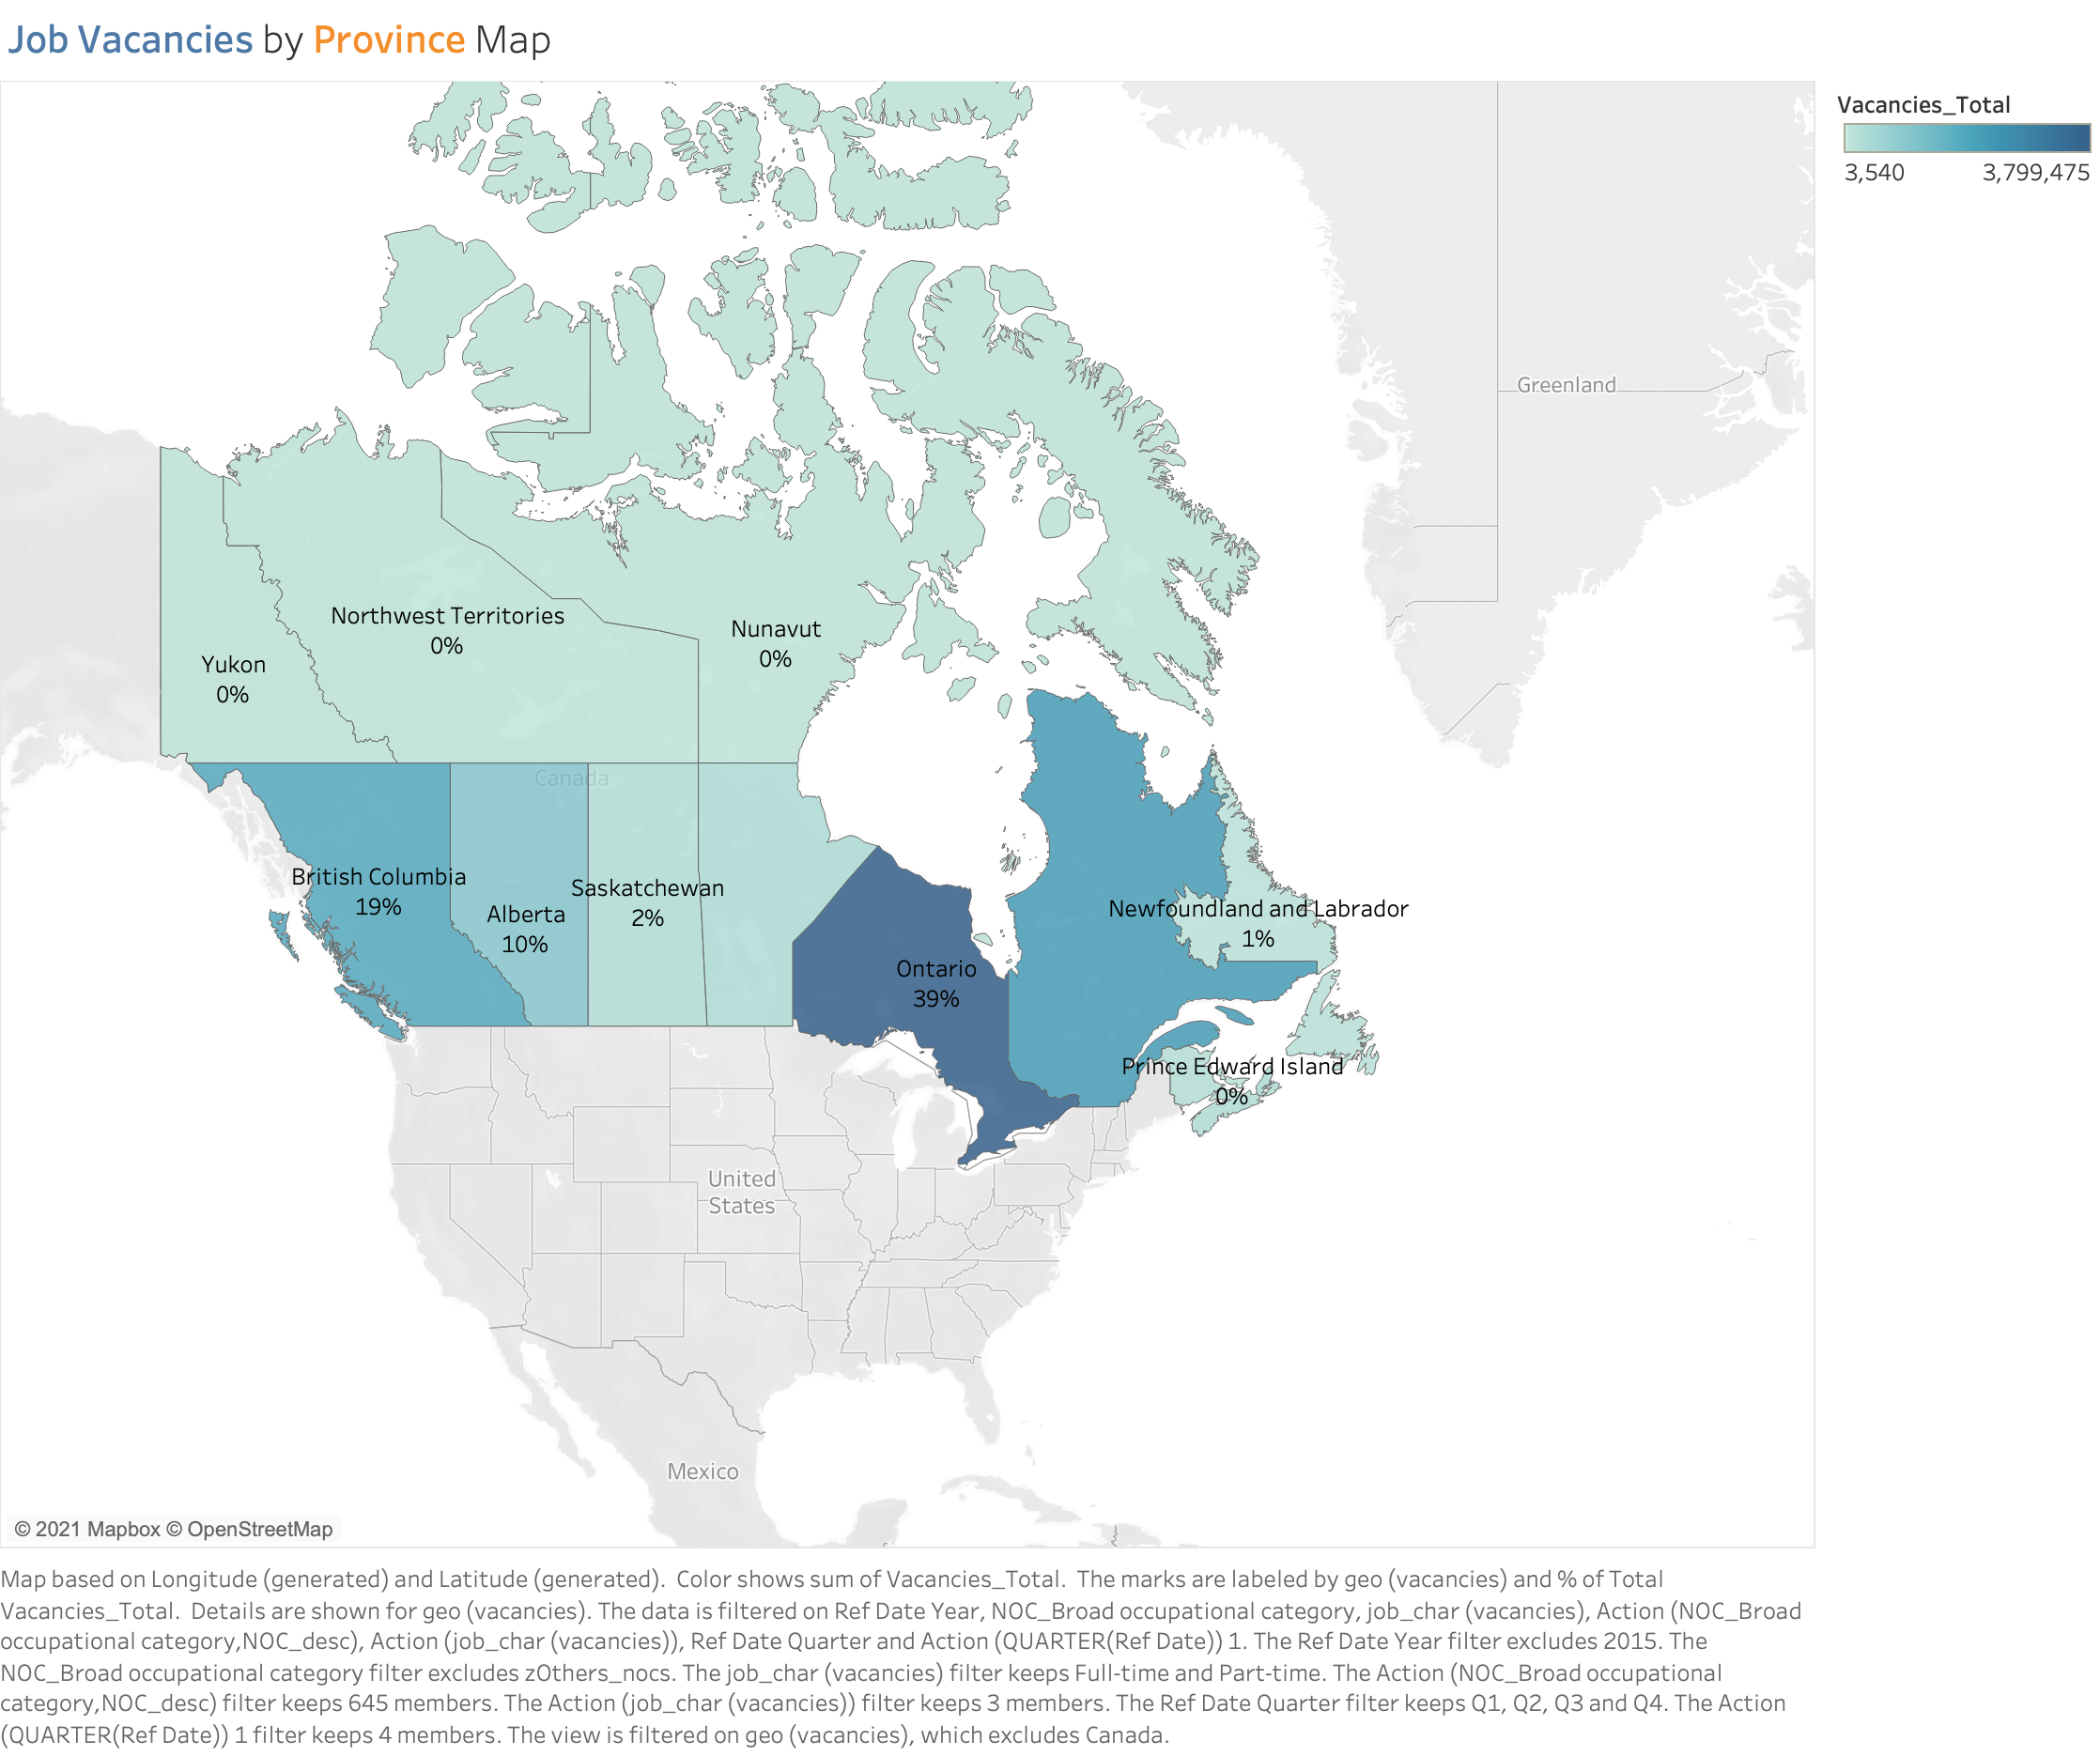 Job Vacancies by Province Map
Vacancies_Total
3,540 3,799,475
Greenland
Northwest Territories
0%
Nunavut
0%
Yukon
0%
Canada
British Columbia
19%
Alberta
10%
Saskatchewan
2%
Ontario
39%
Newfoundland and Labrador
1%
Prince Edward Island
0%
United
States
Mexico
© 2021 Mapbox © OpenStreetMap
Map based on Longitude (generated) and Latitude (generated).  Color shows sum of Vacancies_Total.  The marks are labeled by geo (vacancies) and % of Total
Vacancies_Total.  Details are shown for geo (vacancies). The data is filtered on Ref Date Year, NOC_Broad occupational category, job_char (vacancies), Action (NOC_Broad
occupational category,NOC_desc), Action (job_char (vacancies)), Ref Date Quarter and Action (QUARTER(Ref Date)) 1. The Ref Date Year filter excludes 2015. The
NOC_Broad occupational category filter excludes zOthers_nocs. The job_char (vacancies) filter keeps Full-time and Part-time. The Action (NOC_Broad occupational
category,NOC_desc) filter keeps 645 members. The Action (job_char (vacancies)) filter keeps 3 members. The Ref Date Quarter filter keeps Q1, Q2, Q3 and Q4. The Action
(QUARTER(Ref Date)) 1 filter keeps 4 members. The view is filtered on geo (vacancies), which excludes Canada.